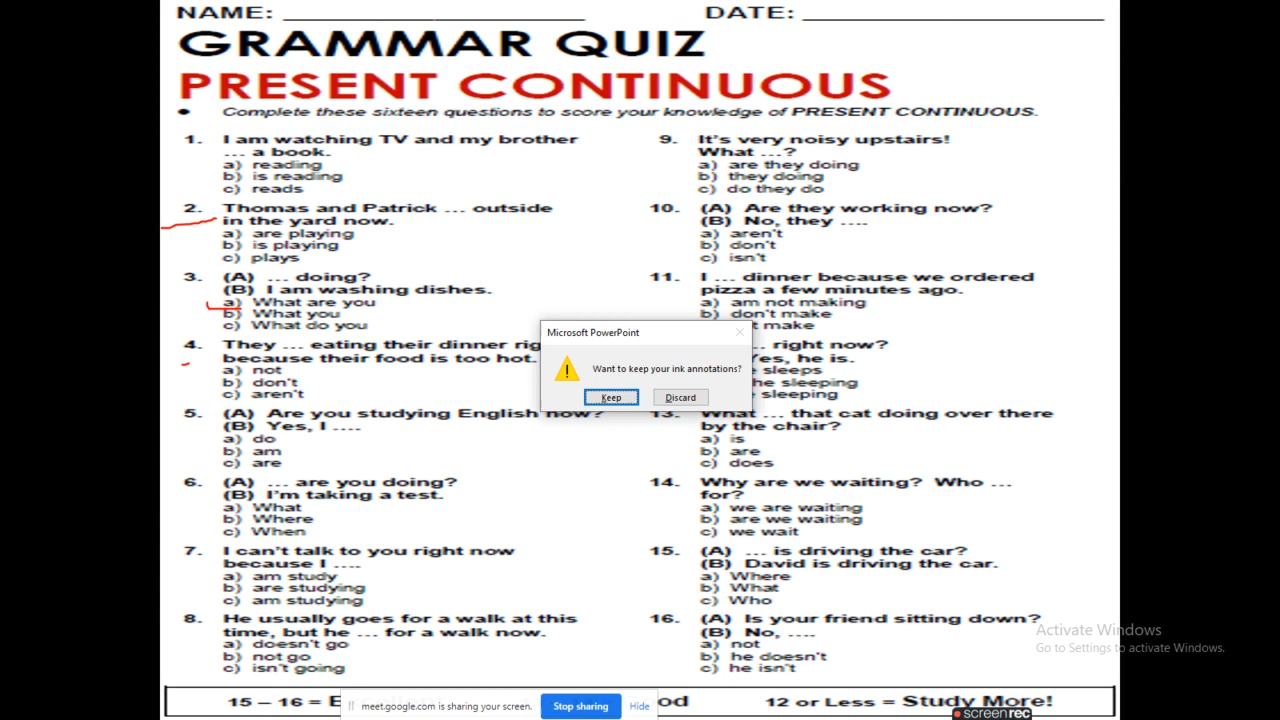 NAME: ____________________ DATE: ____________________
GRAMMAR QUIZ
PRESENT CONTINUOUS
● Complete these sixteen questions to score your knowledge of PRESENT CONTINUOUS.
1. I am watching TV and my brother
… a book.
a) reading
b) is reading
c) reads
2. Thomas and Patrick … outside
in the yard now.
a) are playing
b) is playing
c) plays
3. (A) … doing?
(B) I am washing dishes.
a) What are you
b) What you
c) What do you
4. They … eating their dinner
because their food is too hot.
a) not
b) don't
c) aren't
5. (A) Are you studying English now?
(B) Yes, I ….
a) do
b) am
c) are
6. (A) … are you doing?
(B) I'm taking a test.
a) What
b) Where
c) When
7. I can't talk to you right now
because I ….
a) am study
b) are studying
c) am studying
8. He usually goes for a walk at this
time, but he … for a walk now.
a) doesn't go
b) not go
c) isn't going
9. It's very noisy upstairs!
What …?
a) are they doing
b) they doing
c) do they do
10. (A) Are they working now?
(B) No, they ….
a) aren't
b) don't
c) isn't
11. I … dinner because we ordered
pizza a few minutes ago.
a) am not making
b) don't make
make
right now?
he is.
sleeps
he sleeping
sleeping
13. What … that cat doing over there
by the chair?
a) is
b) are
c) does
14. Why are we waiting? Who …
for?
a) we are waiting
b) are we waiting
c) we wait
15. (A) … is driving the car?
(B) David is driving the car.
a) Where
b) What
c) Who
16. (A) Is your friend sitting down?
(B) No, ….
a) not
b) he doesn't
c) he isn't
15 – 16 = 12 or Less = Study More!
Microsoft PowerPoint
Want to keep your ink annotations?
Keep Discard
meet.google.com is sharing your screen. Stop sharing Hide
Activate Windows
Go to Settings to activate Windows.
screenrec